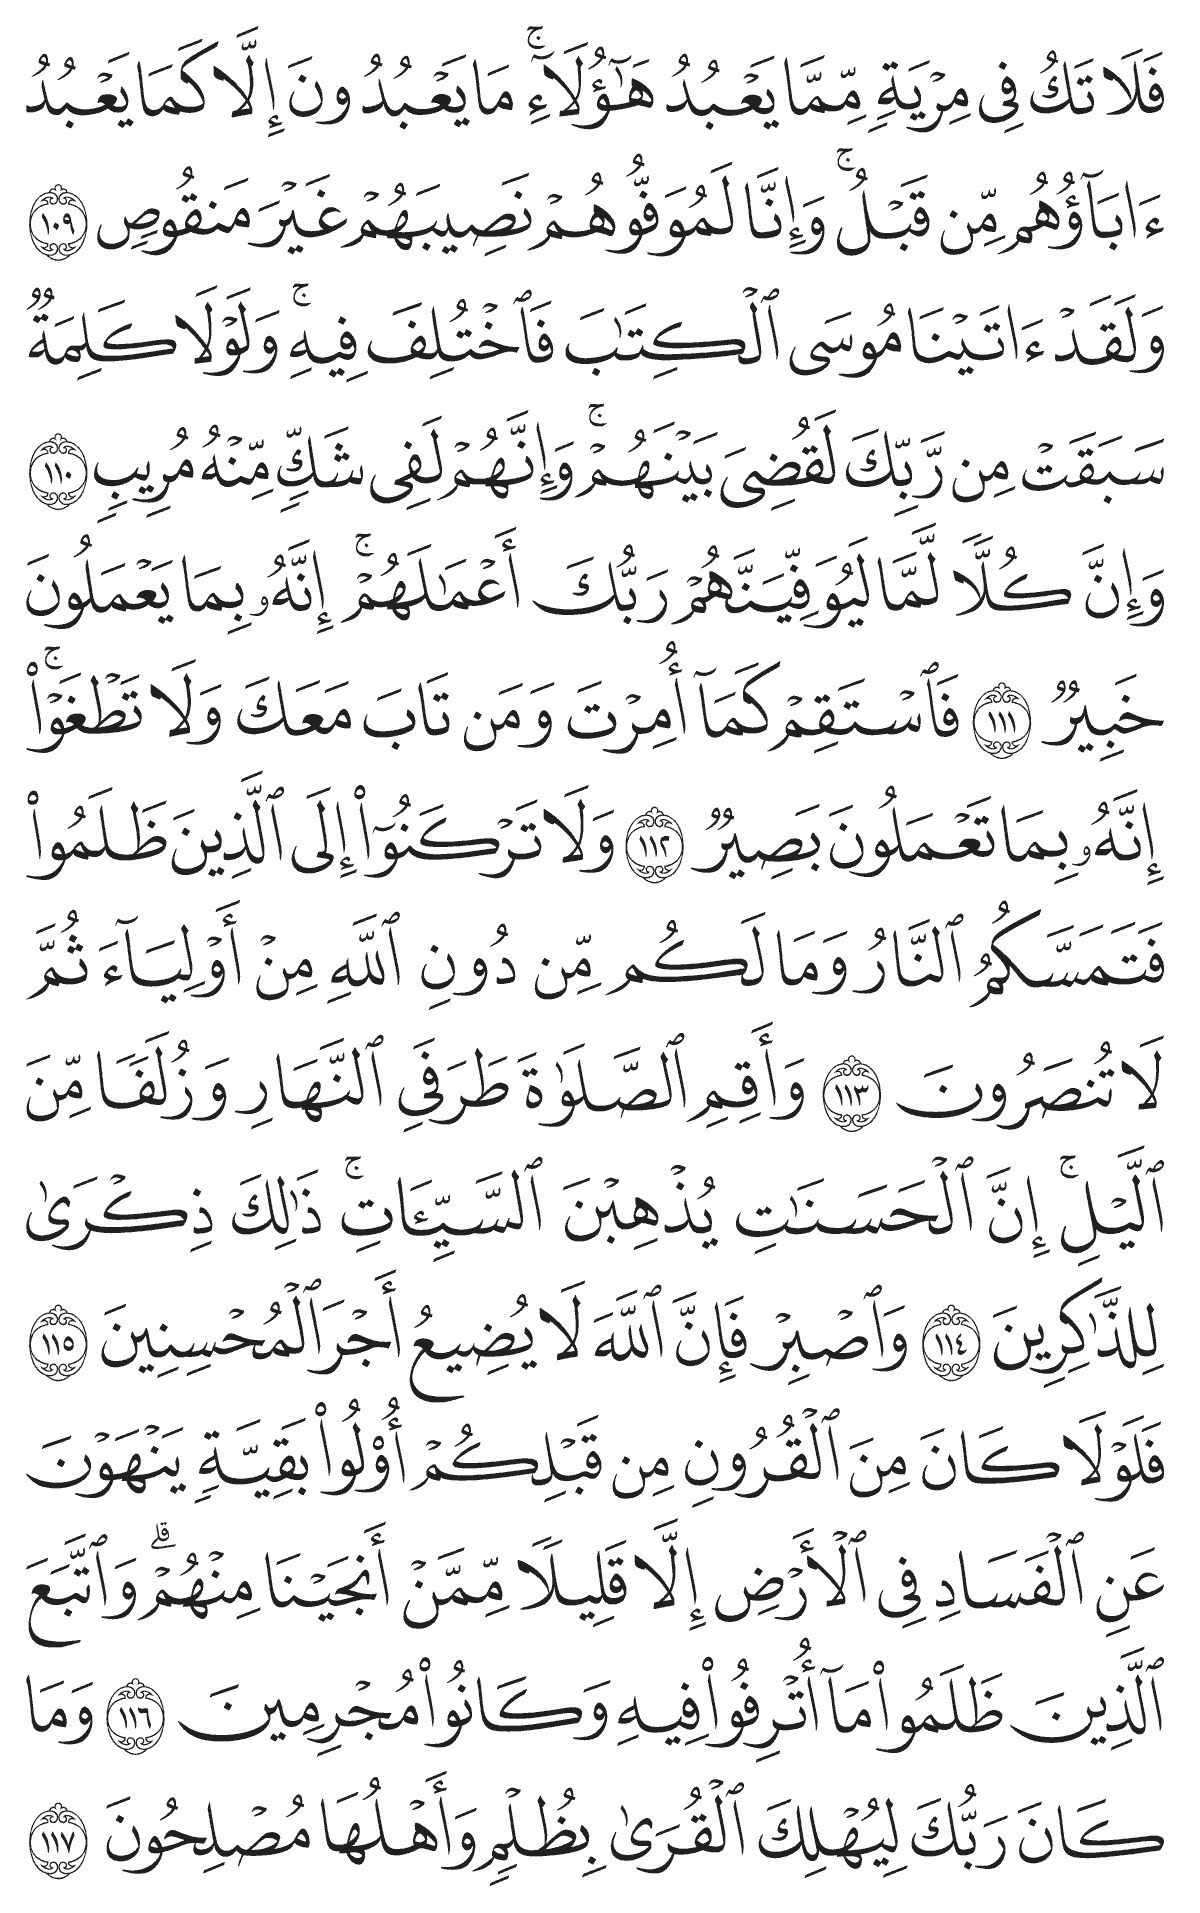 فَلَا تَكُ فِى مِرْيَةٍ مِّمَّا يَعْبُدُ هَٰٓؤُلَآءِ ۚ مَا يَعْبُدُونَ إِلَّا كَمَا يَعْبُدُ
ءَابَآؤُهُم مِّن قَبْلُ ۚ وَإِنَّا لَمُوَفُّوهُمْ نَصِيبَهُمْ غَيْرَ مَنقُوصٍ ١٠٩
وَلَقَدْ ءَاتَيْنَا مُوسَى ٱلْكِتَٰبَ فَٱخْتُلِفَ فِيهِ ۚ وَلَوْلَا كَلِمَةٌ
سَبَقَتْ مِن رَّبِّكَ لَقُضِىَ بَيْنَهُمْ ۚ وَإِنَّهُمْ لَفِى شَكٍّ مِّنْهُ مُرِيبٍ ١١٠
وَإِنَّ كُلًّا لَّمَّا لَيُوَفِّيَنَّهُمْ رَبُّكَ أَعْمَٰلَهُمْ ۚ إِنَّهُۥ بِمَا يَعْمَلُونَ
خَبِيرٌ ١١١ فَٱسْتَقِمْ كَمَآ أُمِرْتَ وَمَن تَابَ مَعَكَ وَلَا تَطْغَوْا۟ ۚ
إِنَّهُۥ بِمَا تَعْمَلُونَ بَصِيرٌ ١١٢ وَلَا تَرْكَنُوٓا۟ إِلَى ٱلَّذِينَ ظَلَمُوا۟
فَتَمَسَّكُمُ ٱلنَّارُ وَمَا لَكُم مِّن دُونِ ٱللَّهِ مِنْ أَوْلِيَآءَ ثُمَّ
لَا تُنصَرُونَ ١١٣ وَأَقِمِ ٱلصَّلَوٰةَ طَرَفَىِ ٱلنَّهَارِ وَزُلَفًا مِّنَ
ٱلَّيْلِ ۚ إِنَّ ٱلْحَسَنَٰتِ يُذْهِبْنَ ٱلسَّيِّـَٔاتِ ۚ ذَٰلِكَ ذِكْرَىٰ
لِلذَّٰكِرِينَ ١١٤ وَٱصْبِرْ فَإِنَّ ٱللَّهَ لَا يُضِيعُ أَجْرَ ٱلْمُحْسِنِينَ ١١٥
فَلَوْلَا كَانَ مِنَ ٱلْقُرُونِ مِن قَبْلِكُمْ أُو۟لُوا۟ بَقِيَّةٍ يَنْهَوْنَ
عَنِ ٱلْفَسَادِ فِى ٱلْأَرْضِ إِلَّا قَلِيلًا مِّمَّنْ أَنجَيْنَا مِنْهُمْ ۗ وَٱتَّبَعَ
ٱلَّذِينَ ظَلَمُوا۟ مَآ أُتْرِفُوا۟ فِيهِ وَكَانُوا۟ مُجْرِمِينَ ١١٦ وَمَا
كَانَ رَبُّكَ لِيُهْلِكَ ٱلْقُرَىٰ بِظُلْمٍ وَأَهْلُهَا مُصْلِحُونَ ١١٧